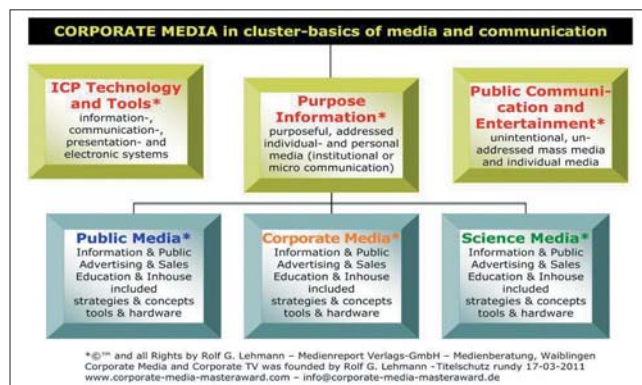 CORPORATE MEDIA in cluster-basics of media and communication
ICP Technology
and Tools*
information-,
communication-,
presentation- and
electronic systems
Purpose
Information*
purposeful, addressed
individual- and personal
media (institutional or
micro communication)
Public Communi-
cation and
Entertainment*
unintentional, un-
addressed mass media
and individual media
Public Media*
Information & Public
Advertising & Sales
Education & Inhouse
included
strategies & concepts
tools & hardware
Corporate Media*
Information & Public
Advertising & Sales
Education & Inhouse
included
strategies & concepts
tools & hardware
Science Media*
Information & Public
Advertising & Sales
Education & Inhouse
included
strategies & concepts
tools & hardware
*©™ and all Rights by Rolf G. Lehmann – Medienreport Verlags-GmbH – Medienberatung, Waiblingen
Corporate Media and Corporate TV was founded by Rolf G. Lehmann -Titelschutz rundy 17-03-2011
www.corporate-media-masteraward.com – info@corporate-media-masteraward.de